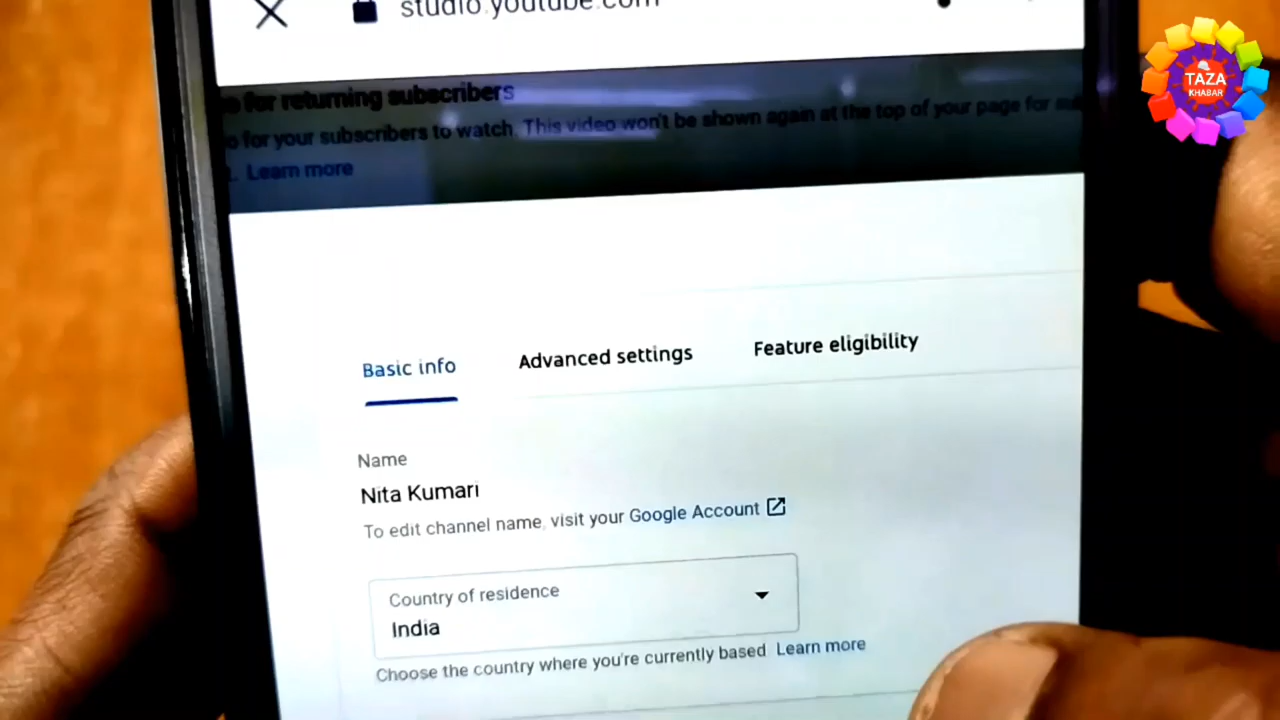 studio.youtube.com
TAZA
KHABAR
for returning subscribers
for your subscribers to watch. This video won't be shown again at the top of your page for
Learn more
Basic info
Advanced settings
Feature eligibility
Name
Nita Kumari
To edit channel name, visit your Google Account
Country of residence
India
Choose the country where you're currently based Learn more